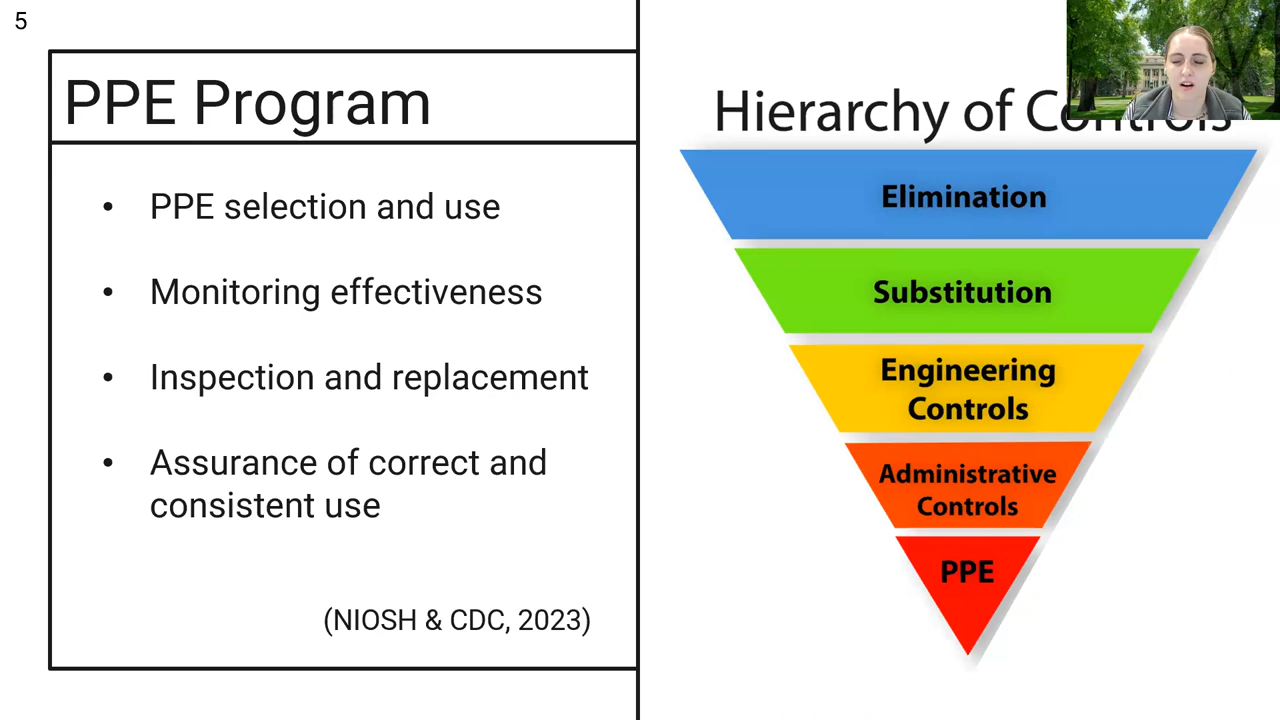 5
PPE Program
• PPE selection and use
• Monitoring effectiveness
• Inspection and replacement
• Assurance of correct and
consistent use
(NIOSH & CDC, 2023)
Hierarchy of Controls
Elimination
Substitution
Engineering
Controls
Administrative
Controls
PPE